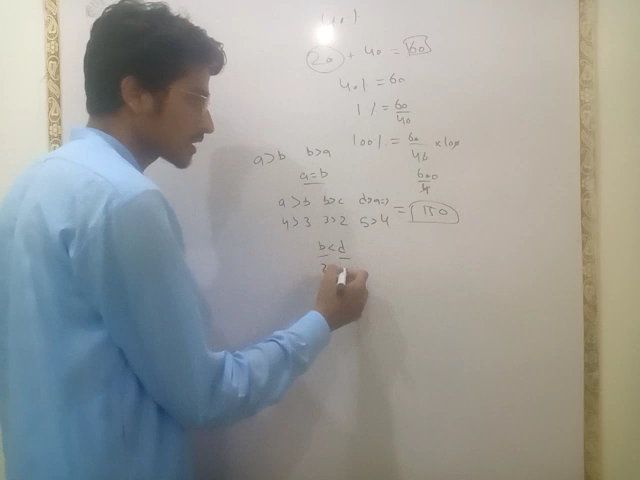 20 + 40 = 60
40% = 60
1% = 60/40
100% = 60/40 × 100
600/4
= 150
a>b b>a
a=b
a>b b>c d>a=>
4>3 3>2 5>4
b<d
3